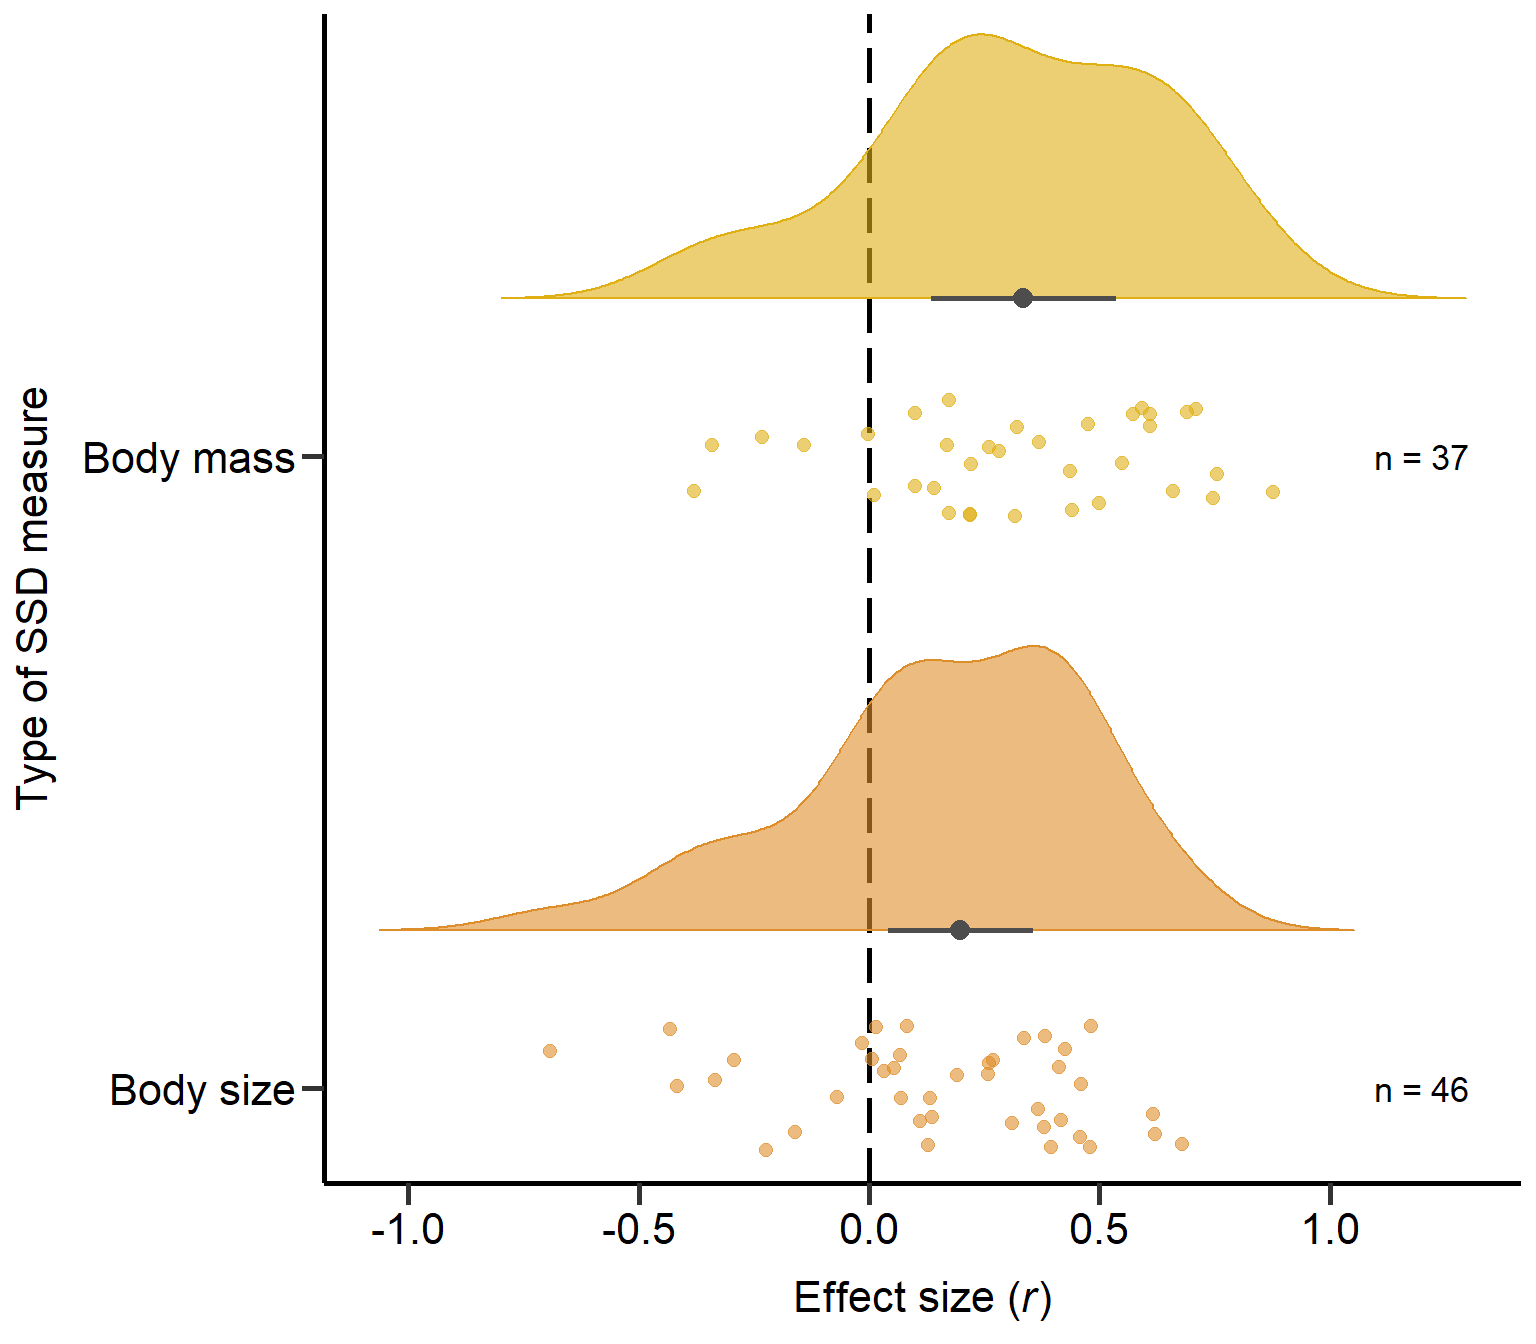 Type of SSD measure
Body mass
n = 37
Body size
n = 46
-1.0 -0.5 0.0 0.5 1.0
Effect size (r)